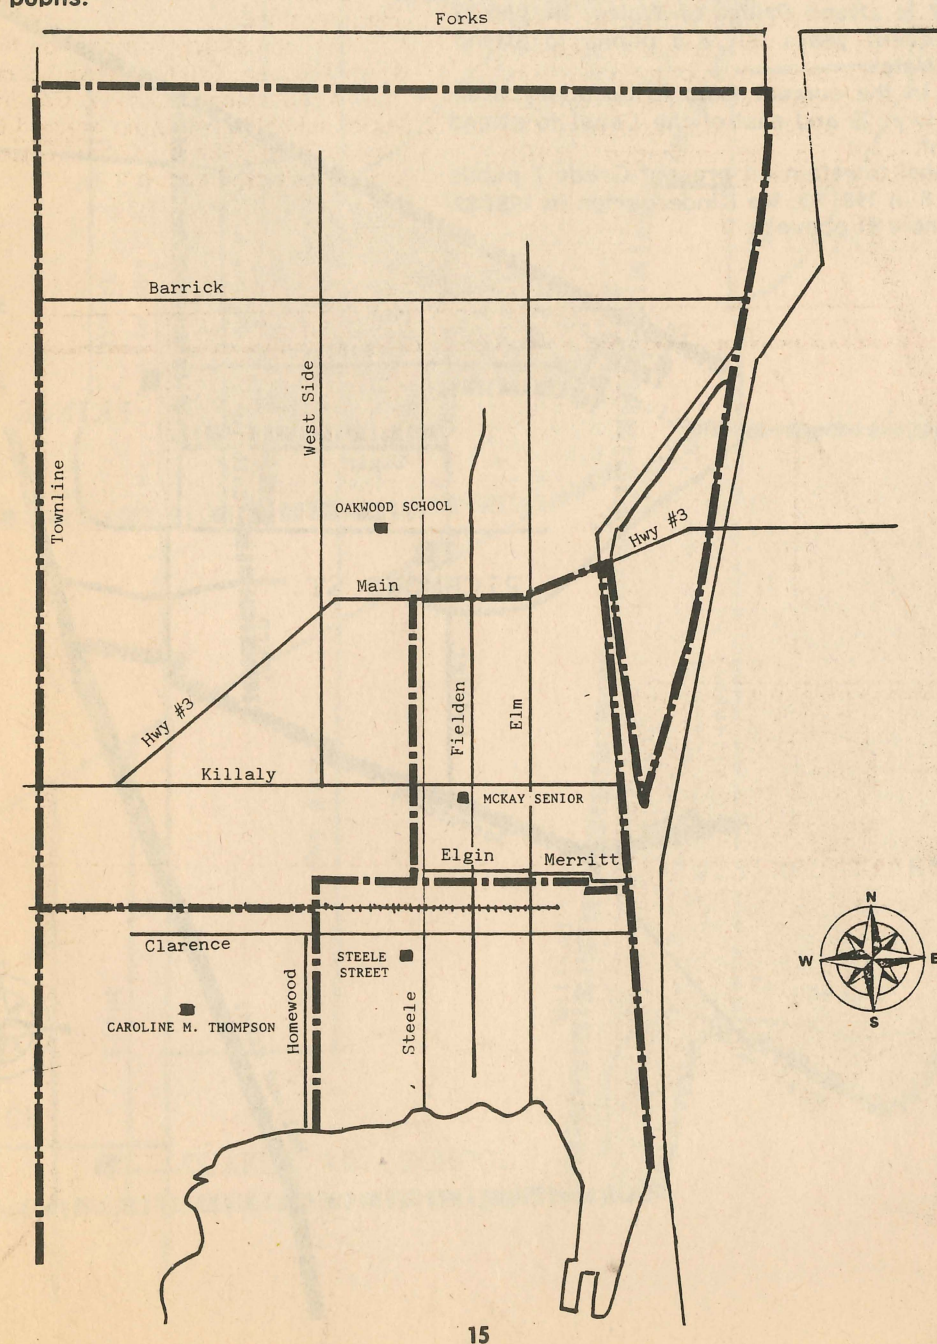 pupils.
Forks
Barrick
West Side
Townline
OAKWOOD SCHOOL
Hwy #3
Main
Hwy #3
Fielden
Elm
Killaly
MCKAY SENIOR
Elgin
Merritt
Clarence
STEELE
STREET
Homewood
Steele
CAROLINE M. THOMPSON
N
W
E
S
15